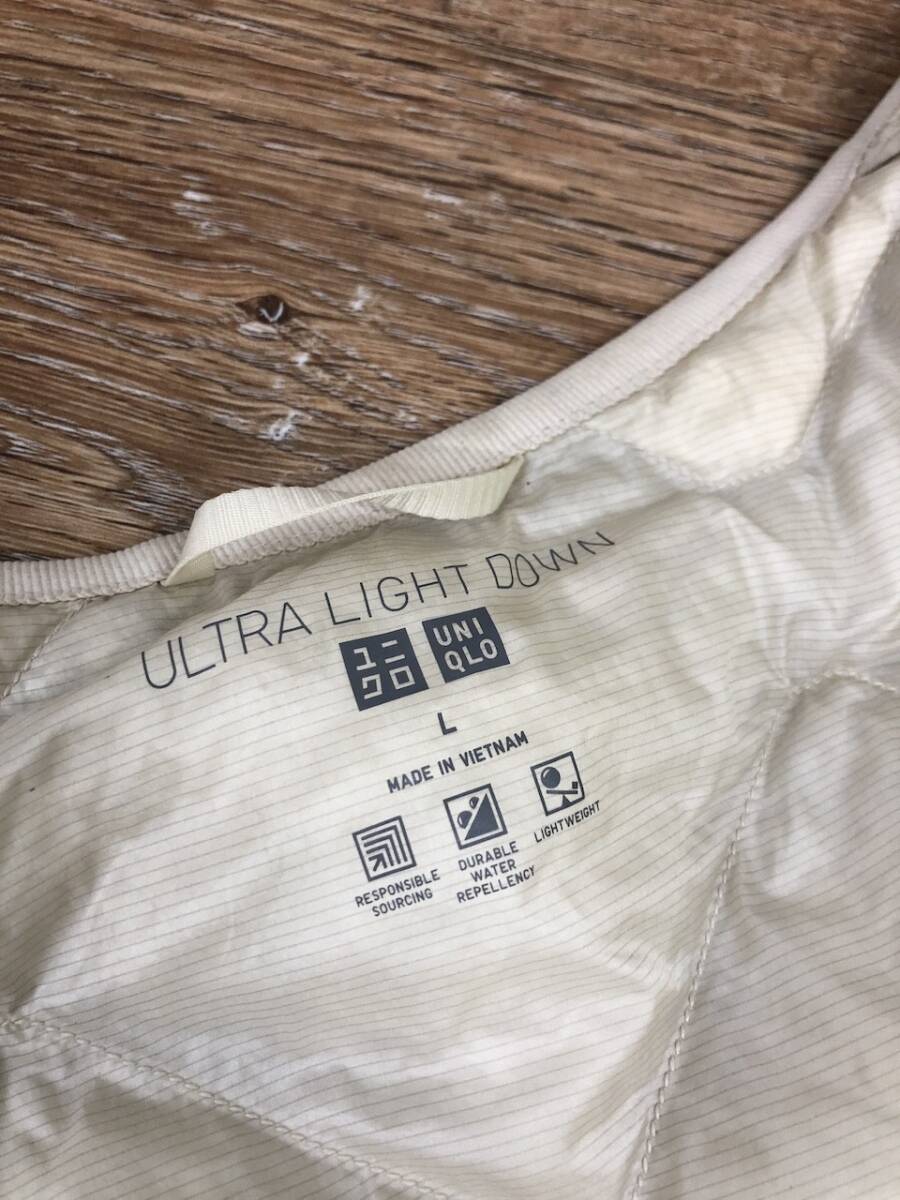 ULTRA LIGHT DOWN
ユニ
クロ
UNI
QLO
L
MADE IN VIETNAM
RESPONSIBLE
SOURCING
DURABLE
WATER
REPELLENCY
LIGHTWEIGHT